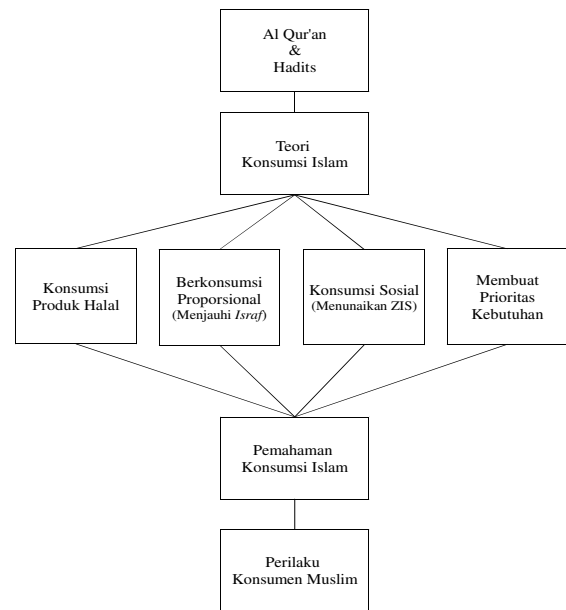 Al Qur'an
&
Hadits
Teori
Konsumsi Islam
Konsumsi
Produk Halal
Berkonsumsi
Proporsional
(Menjauhi Israf)
Konsumsi Sosial
(Menunaikan ZIS)
Membuat
Prioritas
Kebutuhan
Pemahaman
Konsumsi Islam
Perilaku
Konsumen Muslim